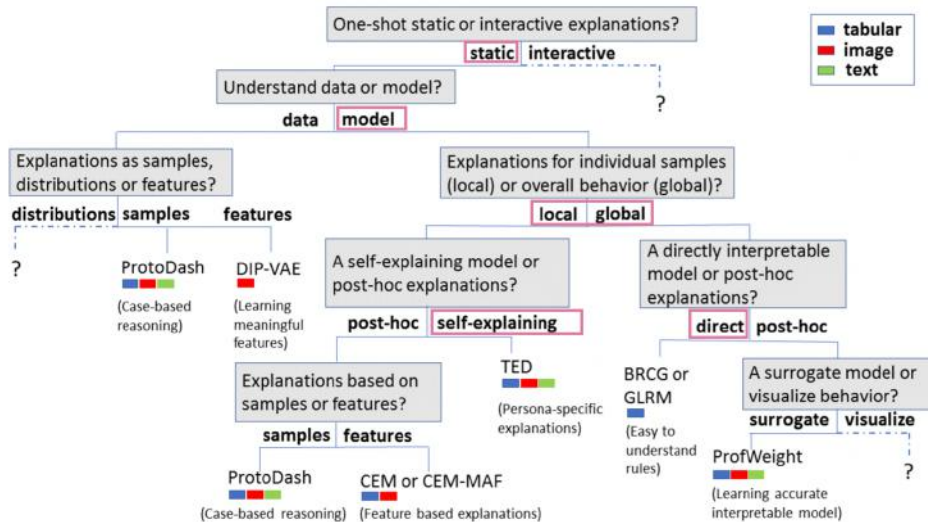 One-shot static or interactive explanations?
tabular
image
text
static interactive
Understand data or model?
?
data model
Explanations as samples,
distributions or features?
Explanations for individual samples
(local) or overall behavior (global)?
distributions samples features
local global
?
ProtoDash
(Case-based
reasoning)
DIP-VAE
(Learning
meaningful
features)
A self-explaining model or
post-hoc explanations?
A directly interpretable
model or post-hoc
explanations?
post-hoc self-explaining
direct post-hoc
Explanations based on
samples or features?
TED
(Persona-specific
explanations)
BRCG or
GLRM
(Easy to
understand
rules)
A surrogate model or
visualize behavior?
samples features
surrogate visualize
ProtoDash
(Case-based reasoning)
CEM or CEM-MAF
(Feature based explanations)
ProfWeight
(Learning accurate
interpretable model)
?